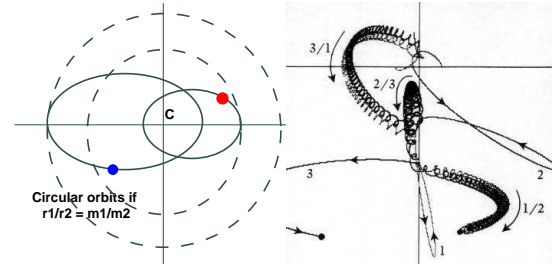 C
Circular orbits if
r1/r2 = m1/m2
3/1
2/3
3
2
1/2
1